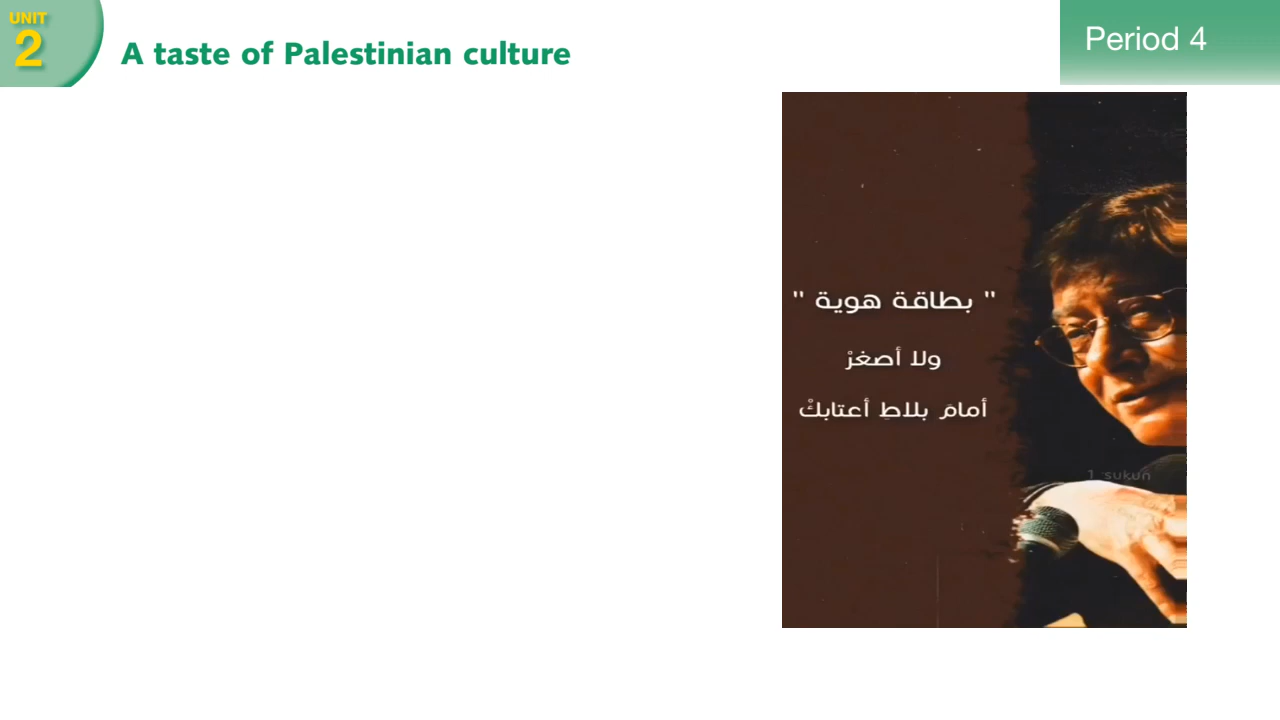 UNIT
2
A taste of Palestinian culture
Period 4
" بطاقة هوية "
ولا أصغرْ
أمامَ بلاطِ أعتابكْ
1 sukun